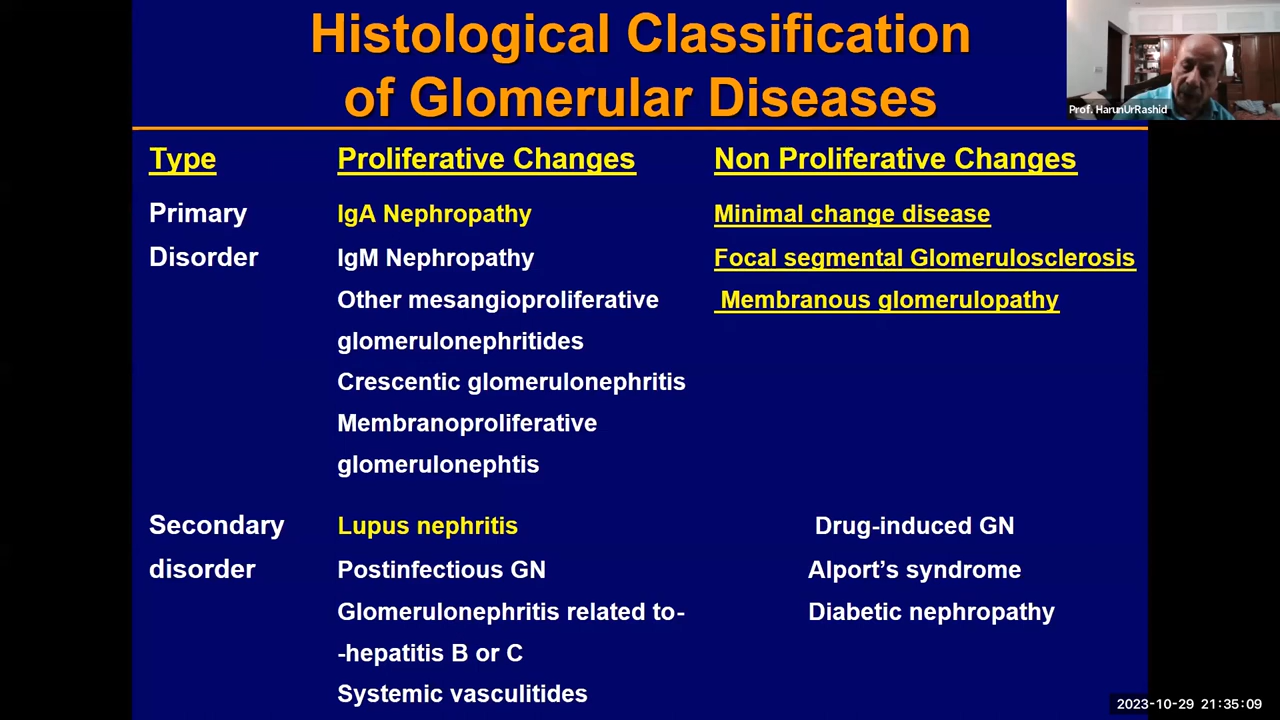 Histological Classification
of Glomerular Diseases
Prof. HarunUrRashid
Type Proliferative Changes Non Proliferative Changes
Primary IgA Nephropathy Minimal change disease
Disorder IgM Nephropathy Focal segmental Glomerulosclerosis
Other mesangioproliferative Membranous glomerulopathy
glomerulonephritides
Crescentic glomerulonephritis
Membranoproliferative
glomerulonephtis
Secondary Lupus nephritis Drug-induced GN
disorder Postinfectious GN Alport’s syndrome
Glomerulonephritis related to- Diabetic nephropathy
-hepatitis B or C
Systemic vasculitides
2023-10-29 21:35:09